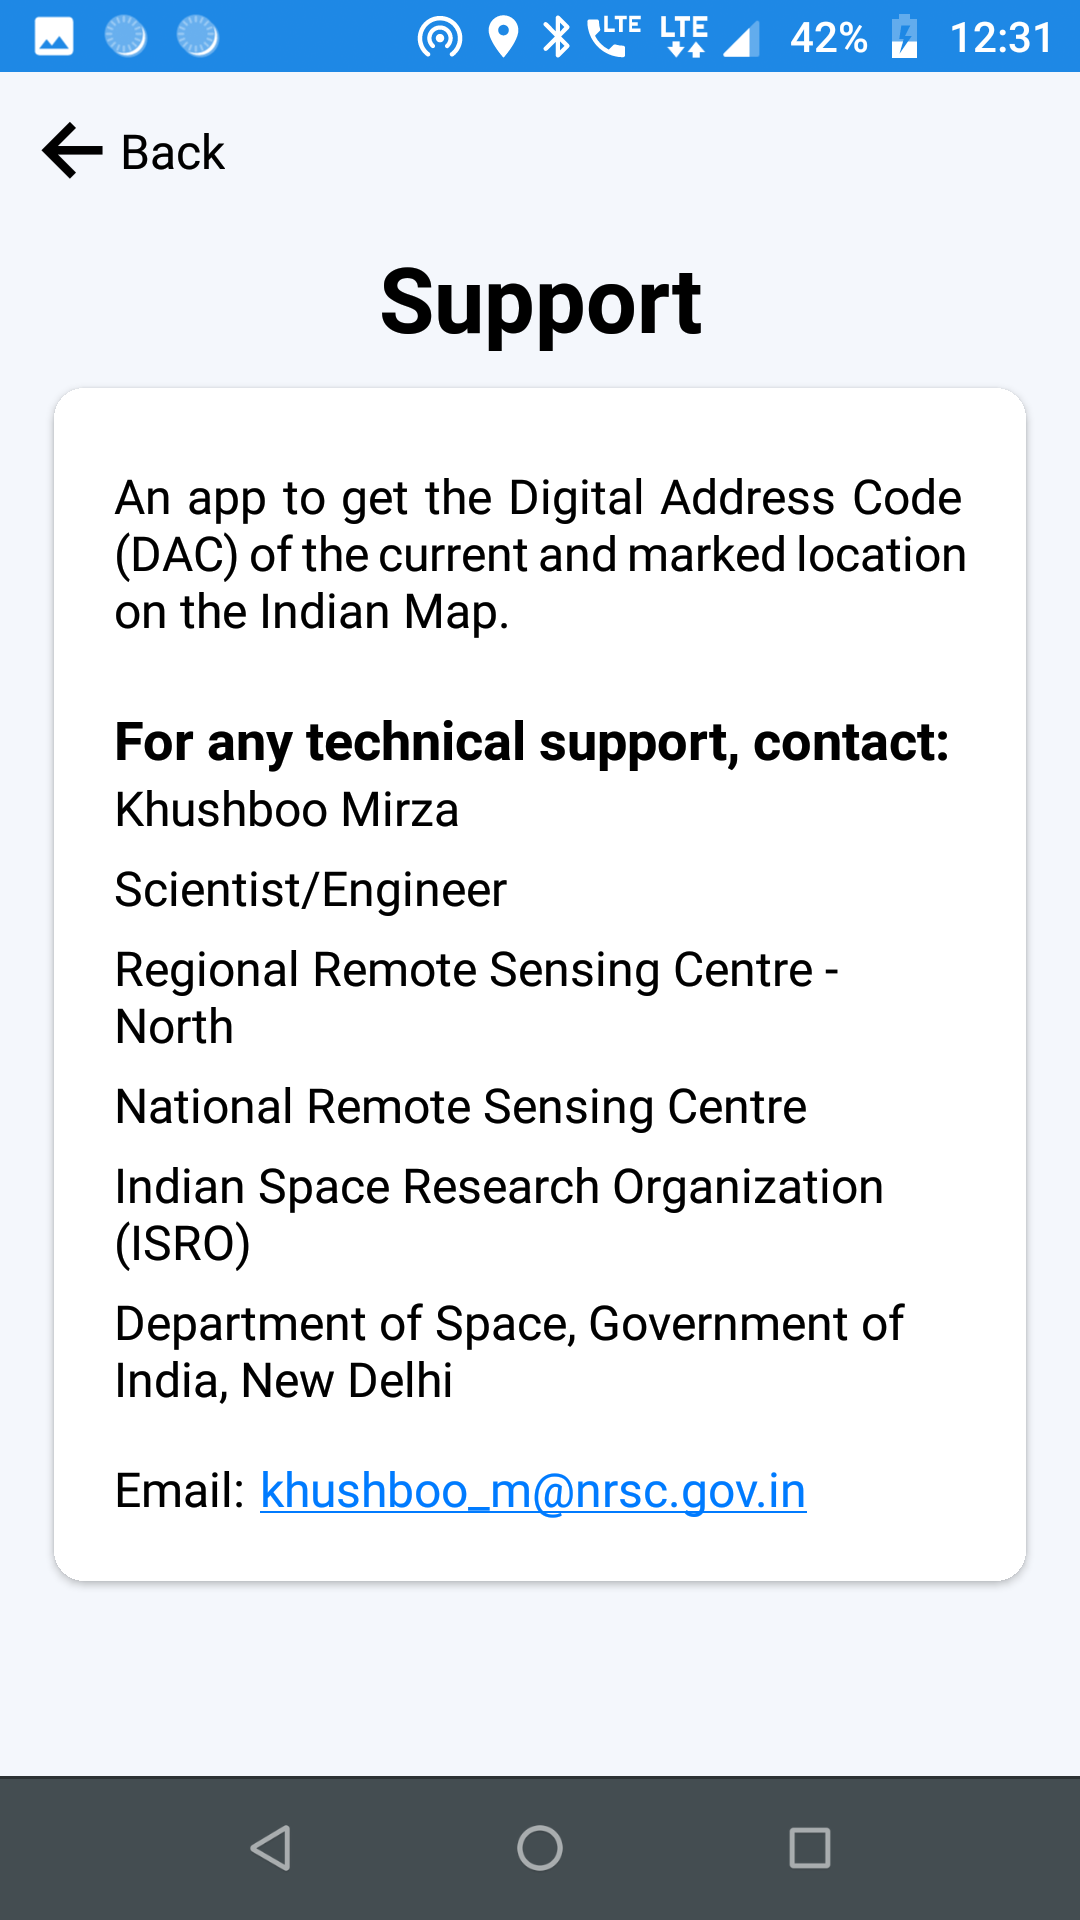 LTE LTE 42% 12:31
Back
Support
An app to get the Digital Address Code
(DAC) of the current and marked location
on the Indian Map.
For any technical support, contact:
Khushboo Mirza
Scientist/Engineer
Regional Remote Sensing Centre -
North
National Remote Sensing Centre
Indian Space Research Organization
(ISRO)
Department of Space, Government of
India, New Delhi
Email: khushboo_m@nrsc.gov.in